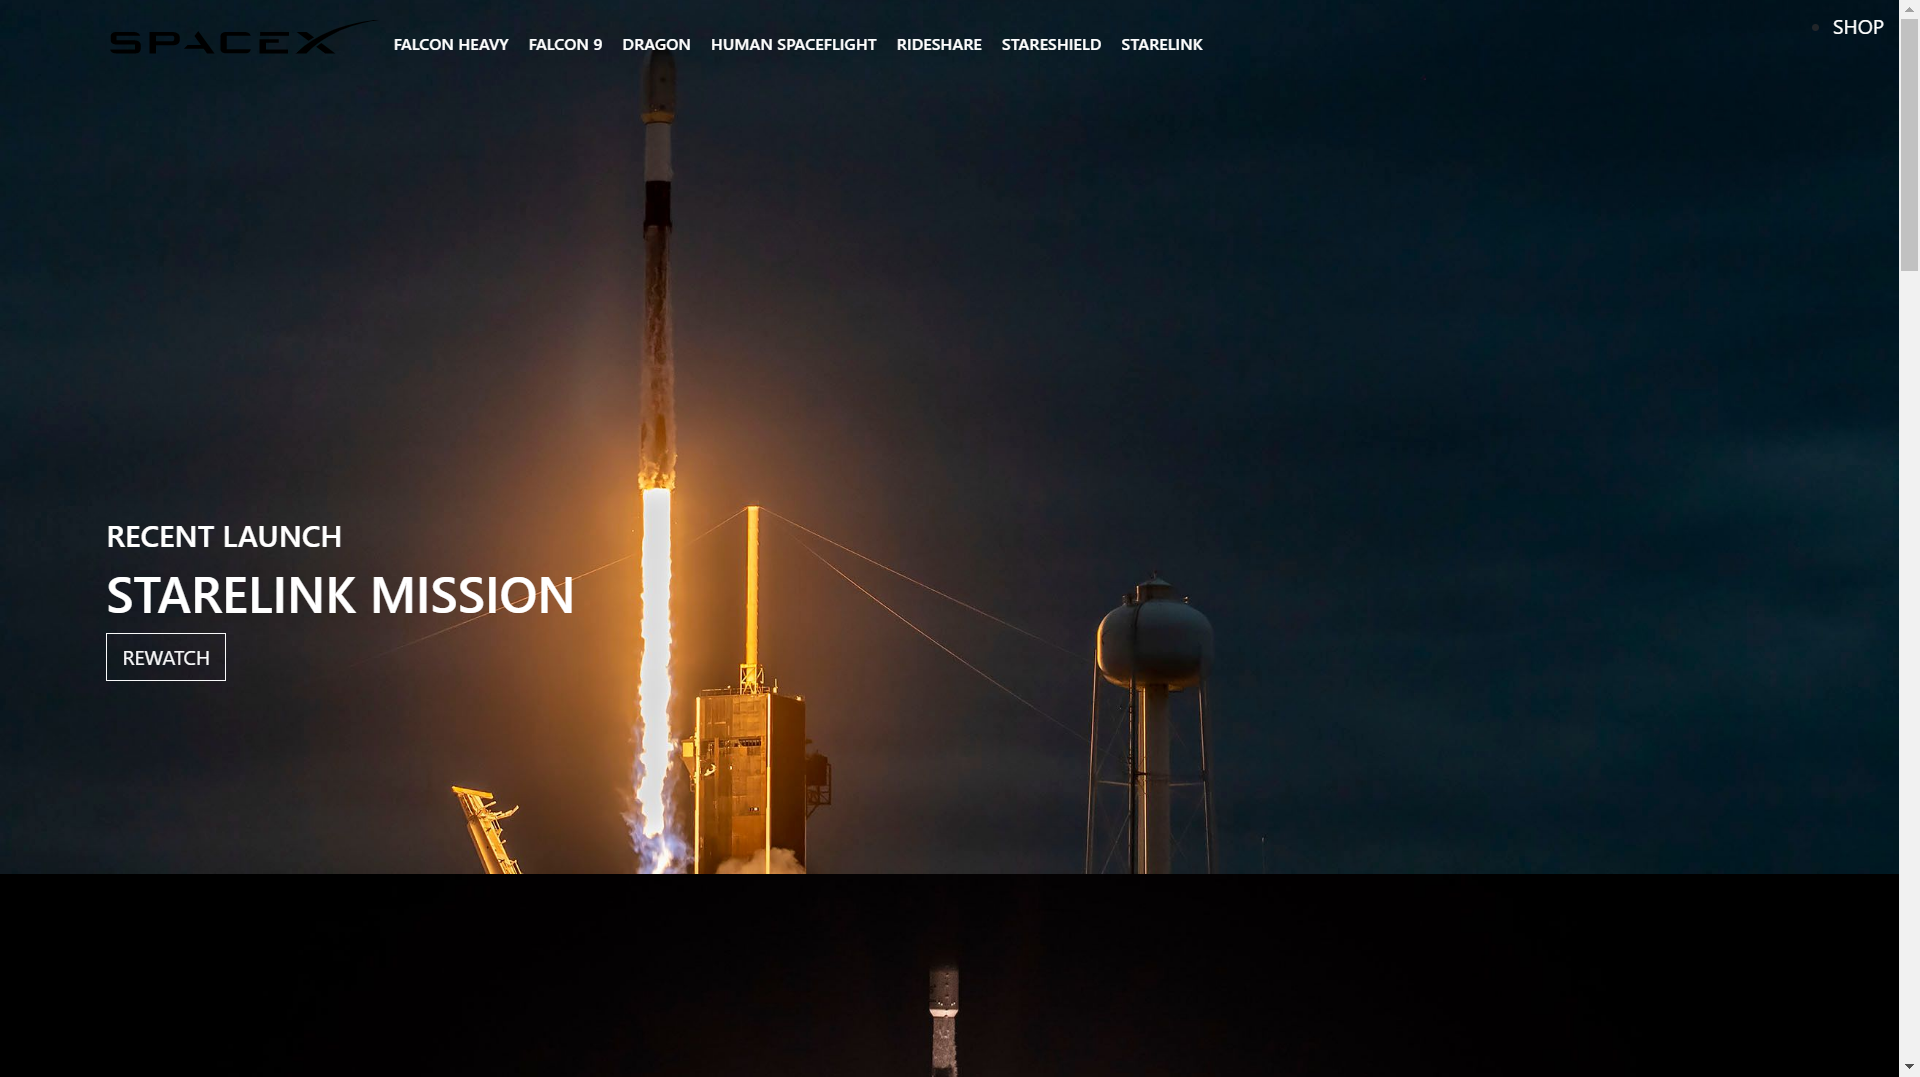 SPACEX
FALCON HEAVY FALCON 9 DRAGON HUMAN SPACEFLIGHT RIDESHARE STARESHIELD STARELINK
SHOP
RECENT LAUNCH
STARELINK MISSION
REWATCH